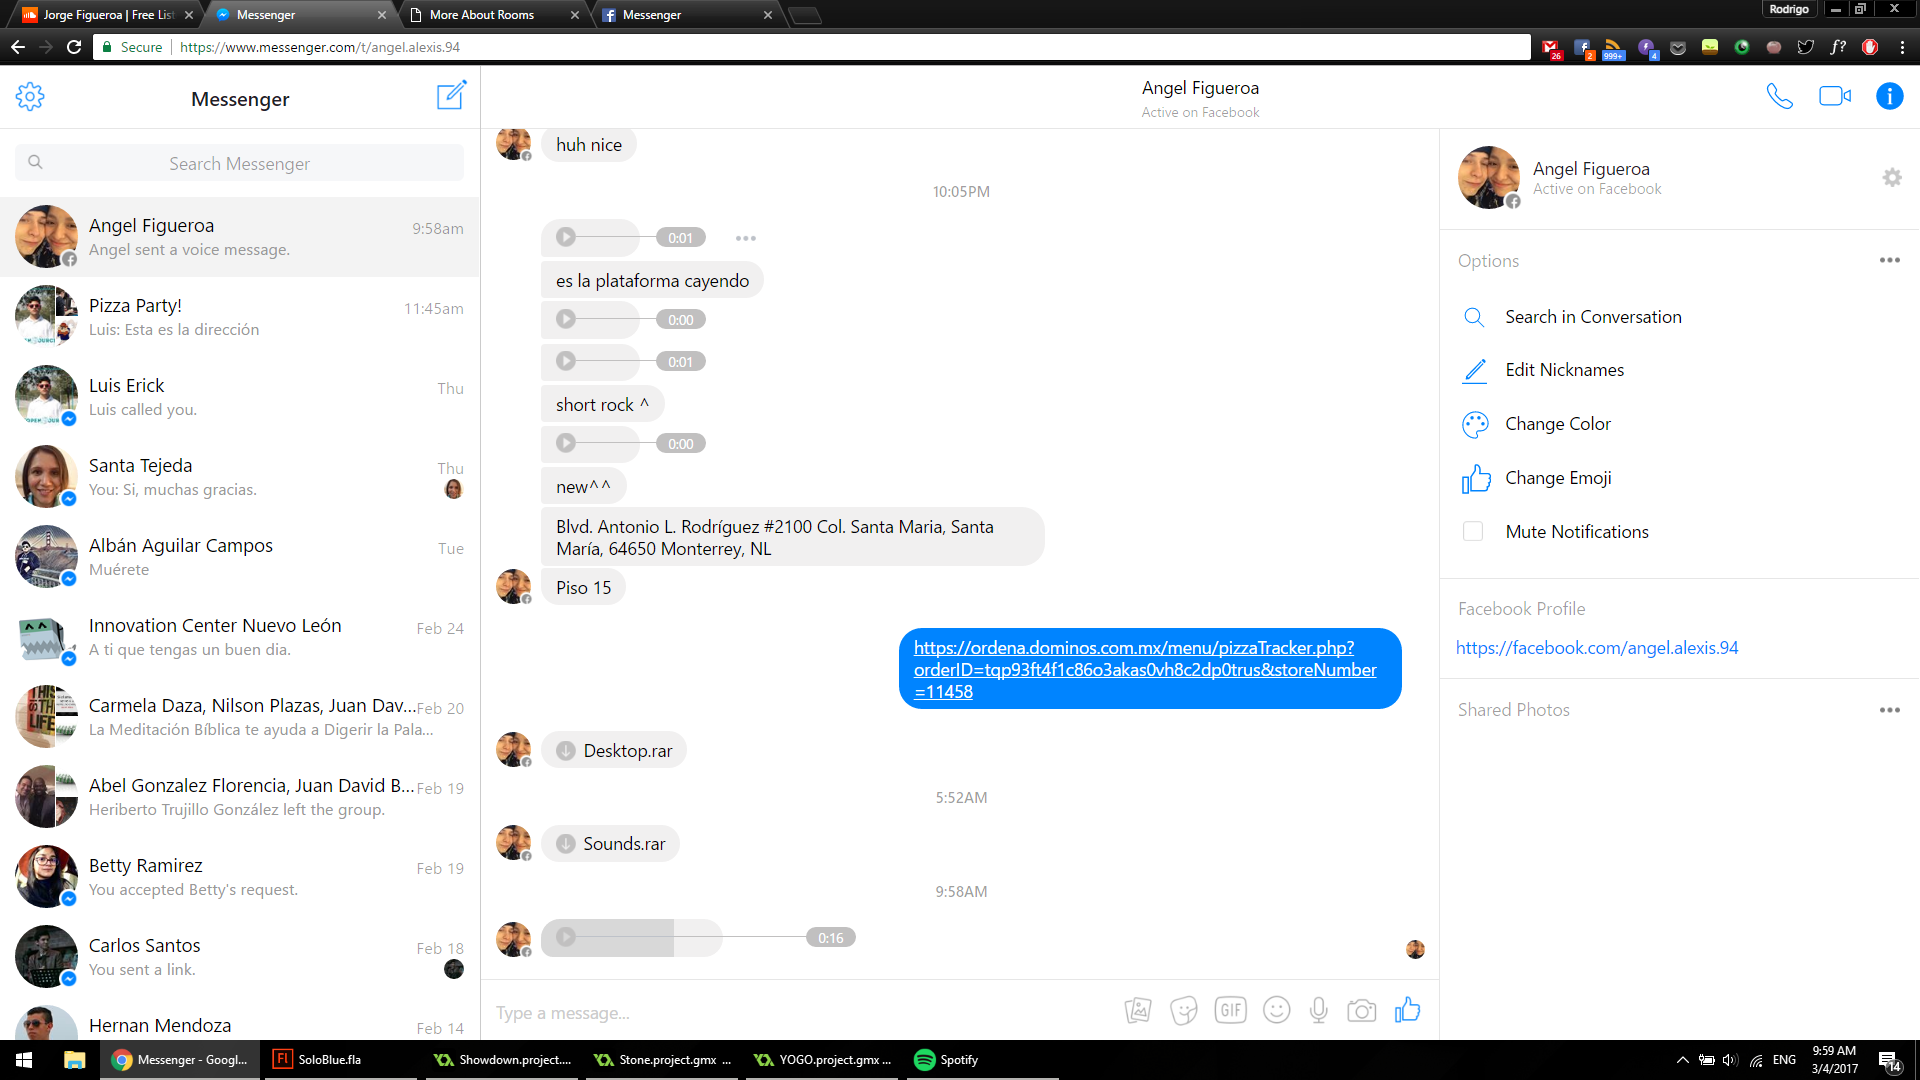 Jorge Figueroa | Free List
Messenger
More About Rooms
Messenger
Rodrigo
Secure
https://www.messenger.com/t/angel.alexis.94
26
2
999+
4
f?
Messenger
Search Messenger
Angel Figueroa
9:58am
Angel sent a voice message.
Pizza Party!
11:45am
Luis: Esta es la dirección
Luis Erick
Thu
Luis called you.
Santa Tejeda
Thu
You: Si, muchas gracias.
Albán Aguilar Campos
Tue
Muérete
Innovation Center Nuevo León
Feb 24
A ti que tengas un buen dia.
Carmela Daza, Nilson Plazas, Juan Dav...
Feb 20
La Meditación Bíblica te ayuda a Digerir la Pala...
Abel Gonzalez Florencia, Juan David B...
Feb 19
Heriberto Trujillo González left the group.
Betty Ramirez
Feb 19
You accepted Betty's request.
Carlos Santos
Feb 18
You sent a link.
Hernan Mendoza
Feb 14
Angel Figueroa
Active on Facebook
huh nice
10:05PM
0:01
es la plataforma cayendo
0:00
0:01
short rock ^
0:00
new^^
Blvd. Antonio L. Rodríguez #2100 Col. Santa Maria, Santa
María, 64650 Monterrey, NL
Piso 15
https://ordena.dominos.com.mx/menu/pizzaTracker.php?
orderID=tqp93ft4f1c86o3akas0vh8c2dp0trus&storeNumber
=11458
Desktop.rar
5:52AM
Sounds.rar
9:58AM
0:16
Type a message...
GIF
Angel Figueroa
Active on Facebook
Options
Search in Conversation
Edit Nicknames
Change Color
Change Emoji
Mute Notifications
Facebook Profile
https://facebook.com/angel.alexis.94
Shared Photos
Messenger - Googl...
Fl
SoloBlue.fla
Showdown.project....
Stone.project.gmx ...
YOGO.project.gmx ...
Spotify
ENG
9:59 AM
3/4/2017
14